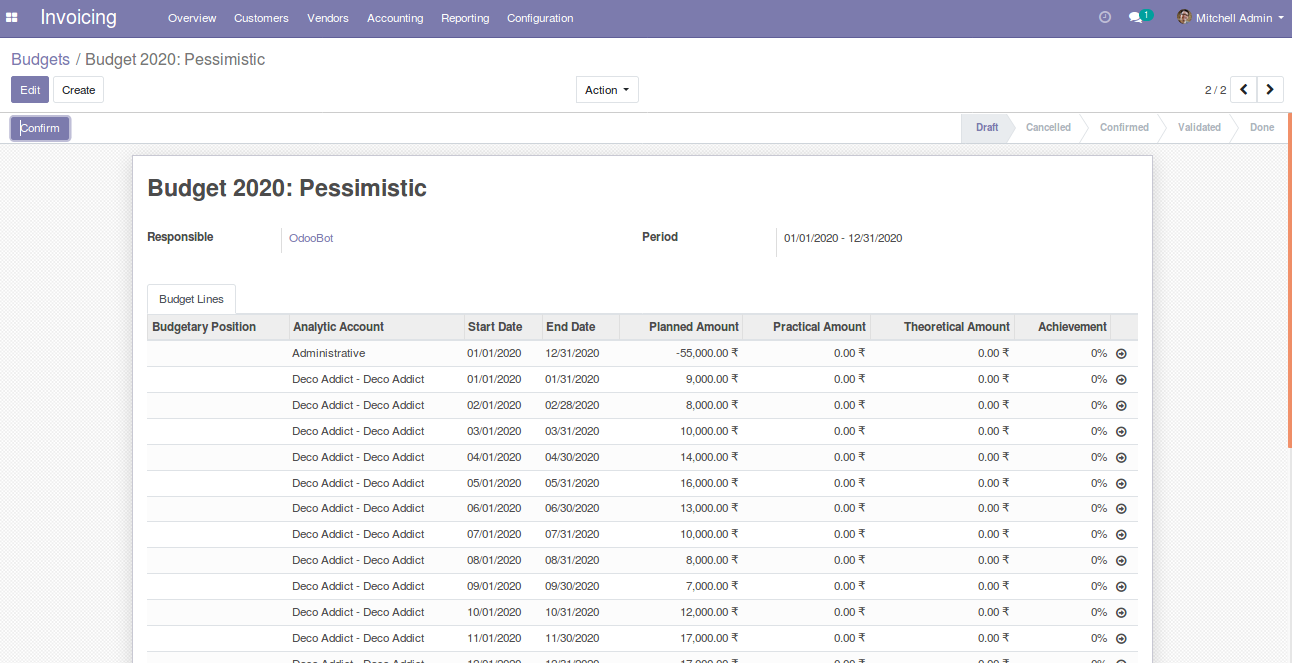 Invoicing Overview Customers Vendors Accounting Reporting Configuration 1 Mitchell Admin
Budgets / Budget 2020: Pessimistic
Edit Create Action 2 / 2
Confirm Draft Cancelled Confirmed Validated Done
Budget 2020: Pessimistic
Responsible OdooBot Period 01/01/2020 - 12/31/2020
Budget Lines
Budgetary Position Analytic Account Start Date End Date Planned Amount Practical Amount Theoretical Amount Achievement
Administrative 01/01/2020 12/31/2020 -55,000.00 ₹ 0.00 ₹ 0.00 ₹ 0%
Deco Addict - Deco Addict 01/01/2020 01/31/2020 9,000.00 ₹ 0.00 ₹ 0.00 ₹ 0%
Deco Addict - Deco Addict 02/01/2020 02/28/2020 8,000.00 ₹ 0.00 ₹ 0.00 ₹ 0%
Deco Addict - Deco Addict 03/01/2020 03/31/2020 10,000.00 ₹ 0.00 ₹ 0.00 ₹ 0%
Deco Addict - Deco Addict 04/01/2020 04/30/2020 14,000.00 ₹ 0.00 ₹ 0.00 ₹ 0%
Deco Addict - Deco Addict 05/01/2020 05/31/2020 16,000.00 ₹ 0.00 ₹ 0.00 ₹ 0%
Deco Addict - Deco Addict 06/01/2020 06/30/2020 13,000.00 ₹ 0.00 ₹ 0.00 ₹ 0%
Deco Addict - Deco Addict 07/01/2020 07/31/2020 10,000.00 ₹ 0.00 ₹ 0.00 ₹ 0%
Deco Addict - Deco Addict 08/01/2020 08/31/2020 8,000.00 ₹ 0.00 ₹ 0.00 ₹ 0%
Deco Addict - Deco Addict 09/01/2020 09/30/2020 7,000.00 ₹ 0.00 ₹ 0.00 ₹ 0%
Deco Addict - Deco Addict 10/01/2020 10/31/2020 12,000.00 ₹ 0.00 ₹ 0.00 ₹ 0%
Deco Addict - Deco Addict 11/01/2020 11/30/2020 17,000.00 ₹ 0.00 ₹ 0.00 ₹ 0%